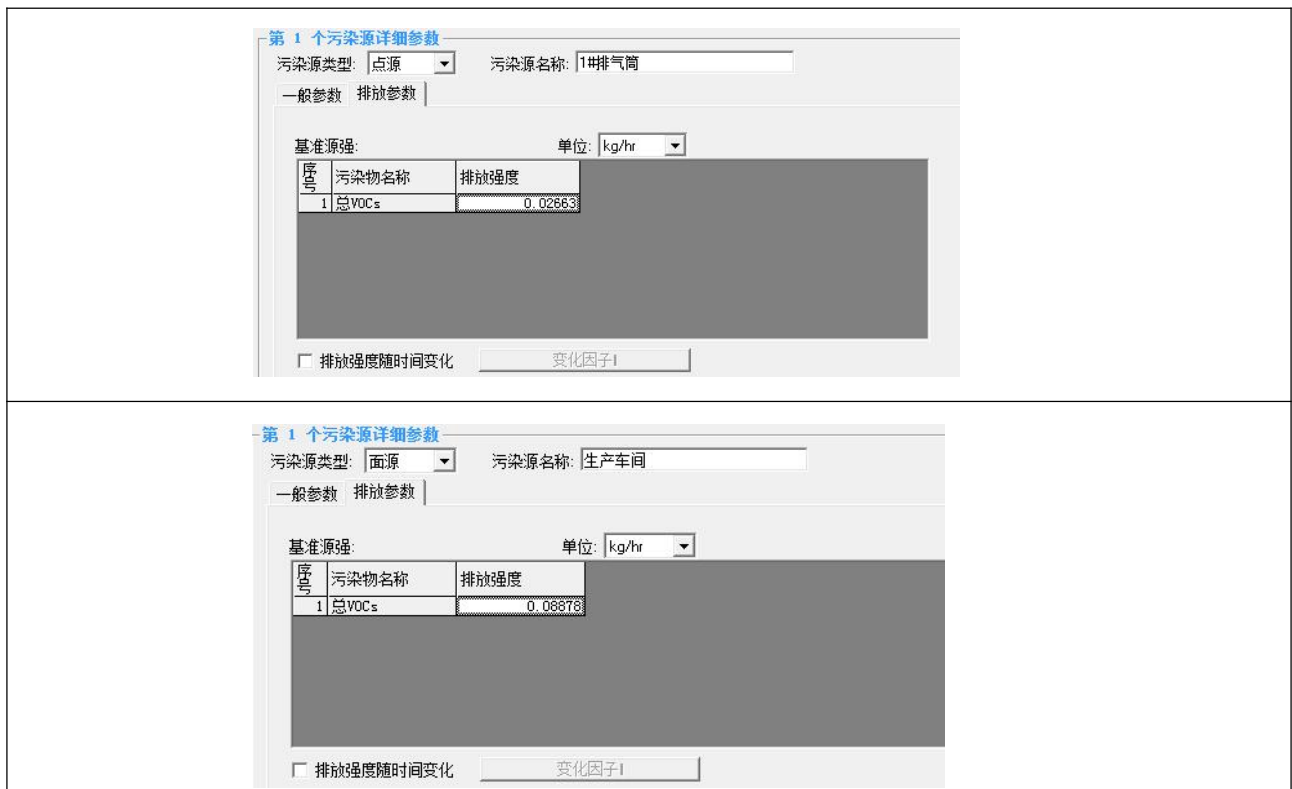 第 1 个污染源详细参数
污染源类型: 点源 污染源名称: 1#排气筒
一般参数 排放参数
基准源强: 单位: kg/hr
序号 污染物名称 排放强度
1 总VOCs 0.02663
排放强度随时间变化 变化因子I
第 1 个污染源详细参数
污染源类型: 面源 污染源名称: 生产车间
一般参数 排放参数
基准源强: 单位: kg/hr
序号 污染物名称 排放强度
1 总VOCs 0.08878
排放强度随时间变化 变化因子I